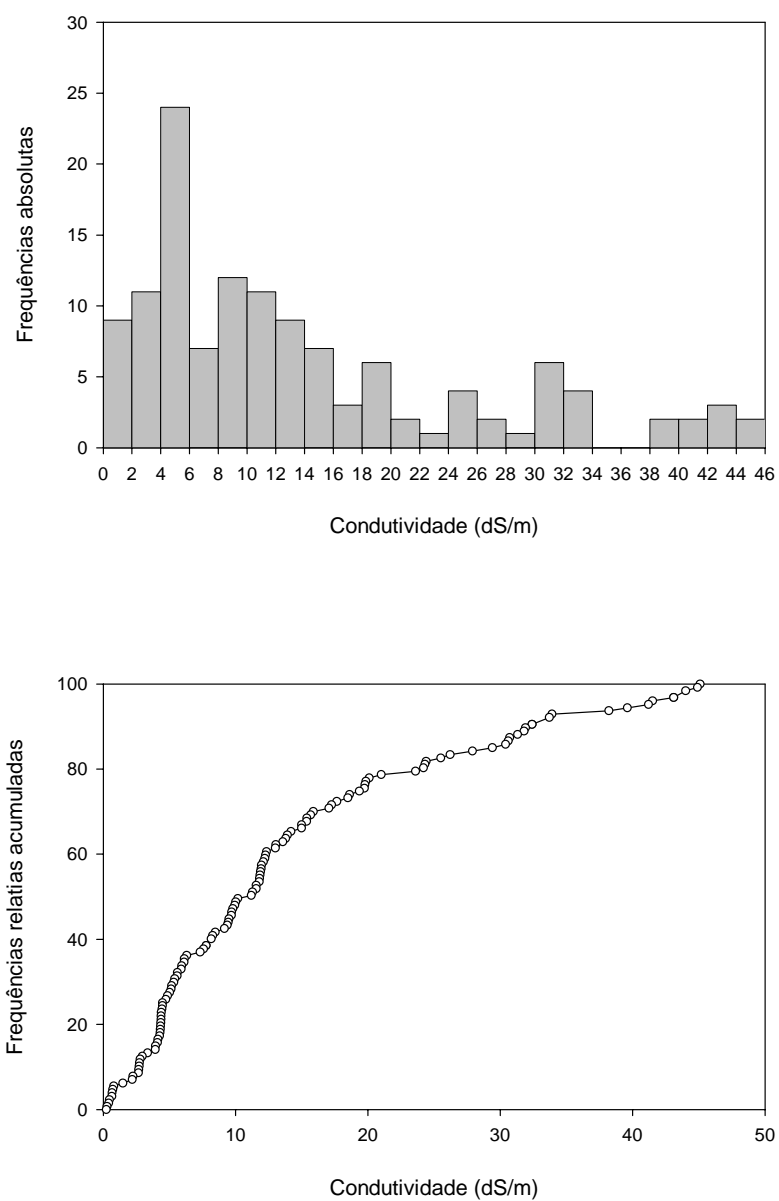 30
25
20
15
10
5
0
Frequências absolutas
0 2 4 6 8 10 12 14 16 18 20 22 24 26 28 30 32 34 36 38 40 42 44 46
Condutividade (dS/m)
100
80
60
40
20
0
Frequências relatias acumuladas
0 10 20 30 40 50
Condutividade (dS/m)